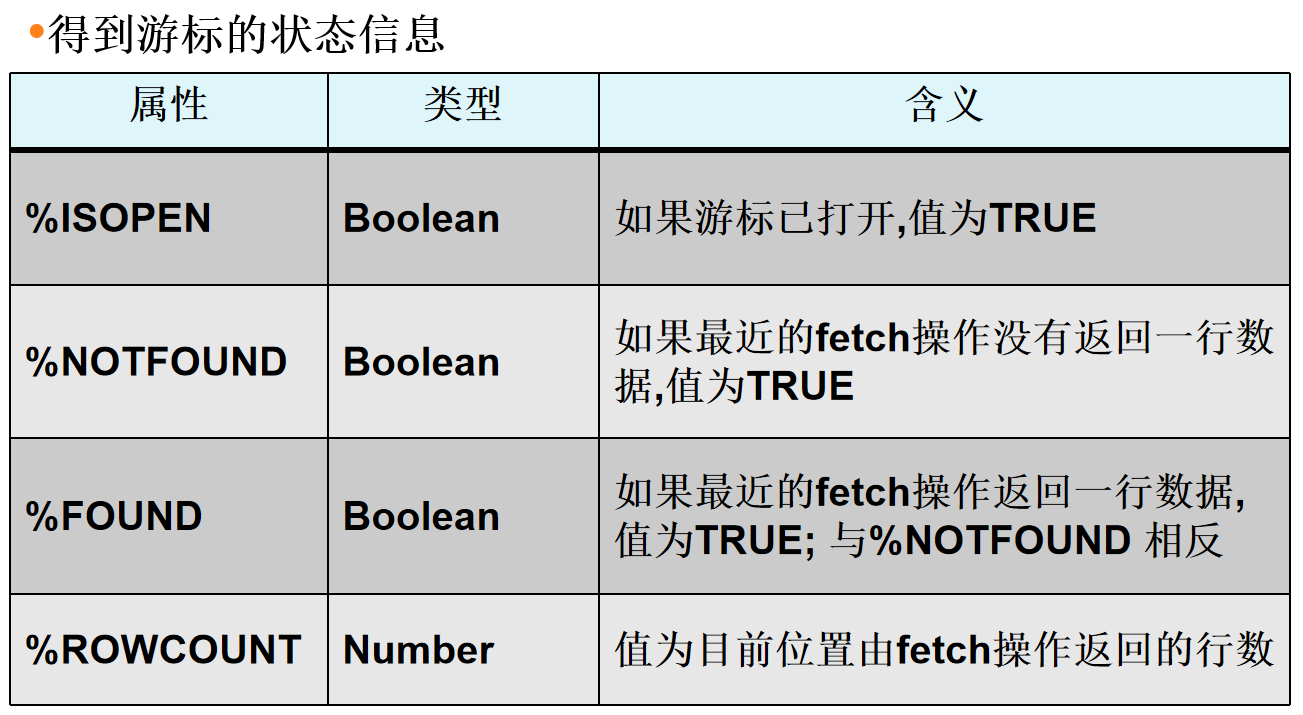 •得到游标的状态信息
属性 类型 含义
%ISOPEN Boolean 如果游标已打开,值为TRUE
%NOTFOUND Boolean 如果最近的fetch操作没有返回一行数
据,值为TRUE
%FOUND Boolean 如果最近的fetch操作返回一行数据,
值为TRUE; 与%NOTFOUND 相反
%ROWCOUNT Number 值为目前位置由fetch操作返回的行数